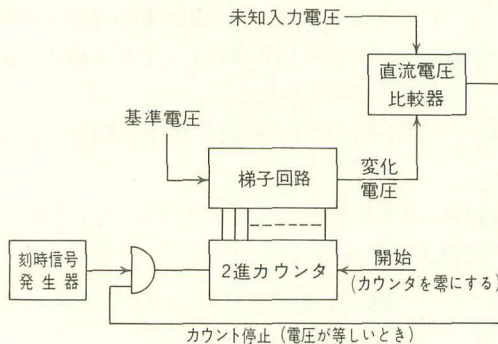 未知入力電圧
直流電圧
比較器
基準電圧
梯子回路
変化
電圧
刻時信号
発生器
2進カウンタ
開始
(カウンタを零にする)
カウント停止(電圧が等しいとき)